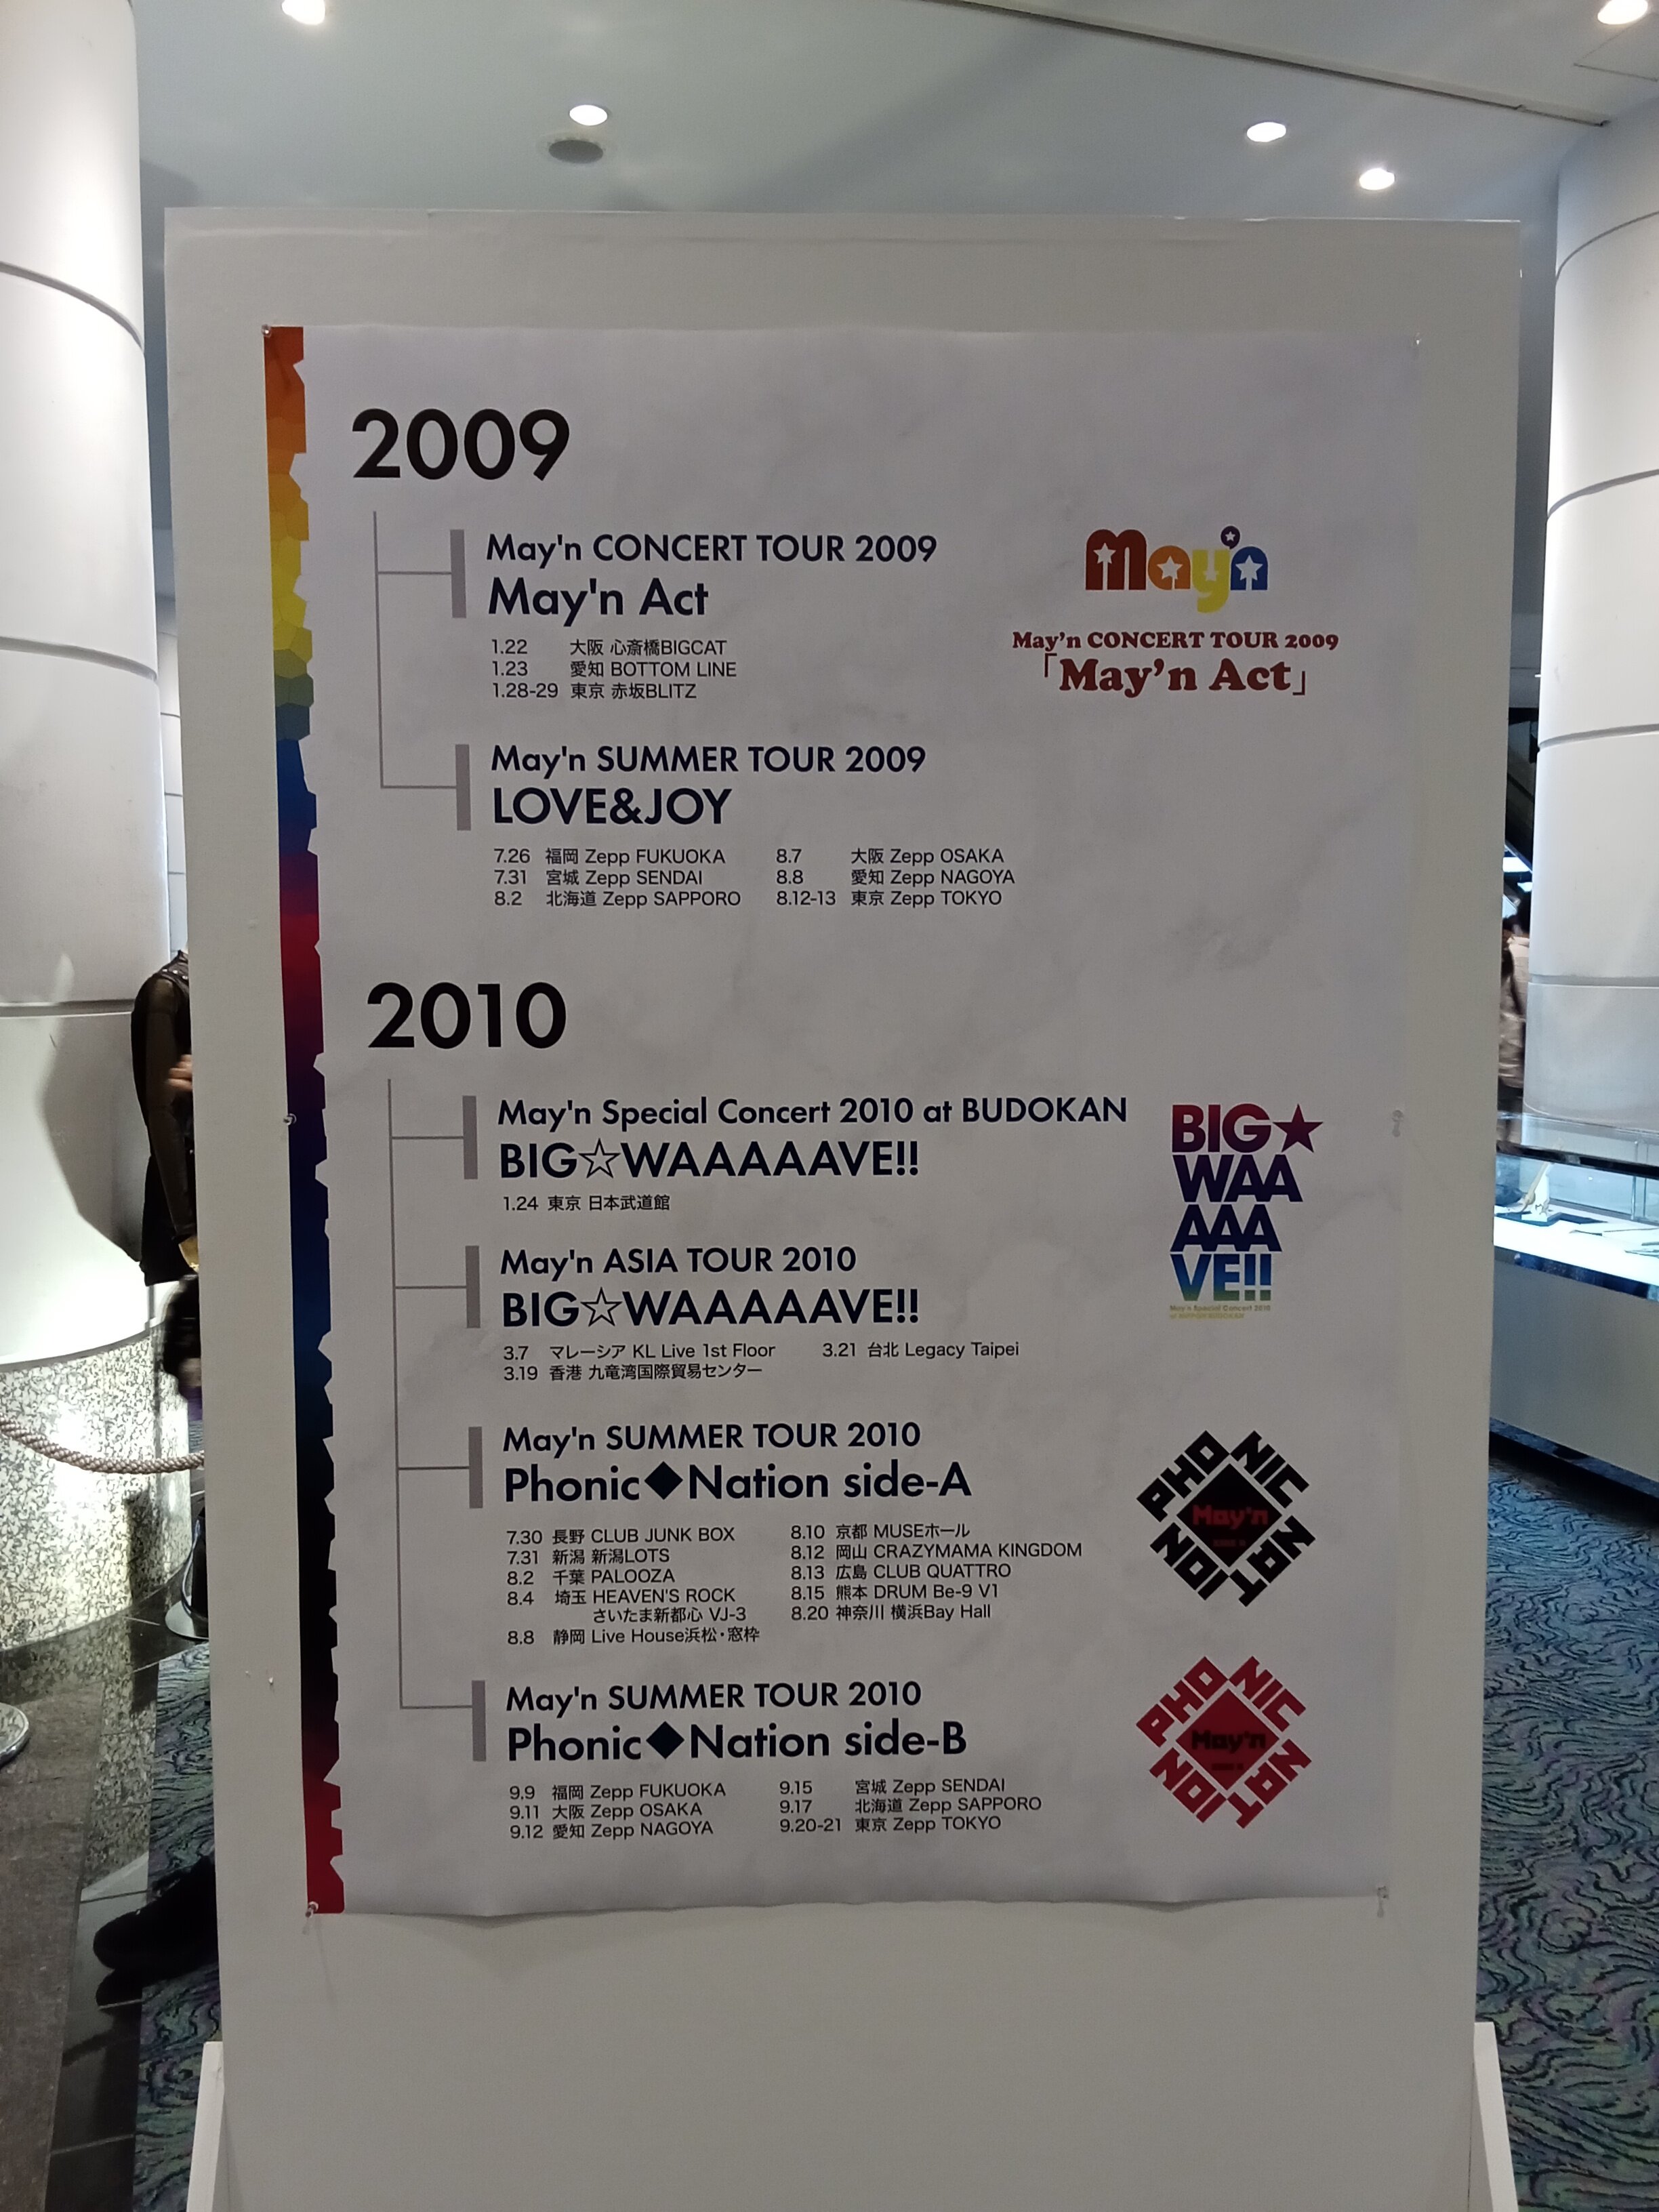 2009
May'n CONCERT TOUR 2009
May'n Act
1.22 大阪 心斎橋BIGCAT
1.23 愛知 BOTTOM LINE
1.28-29 東京 赤坂BLITZ
May'n
May'n CONCERT TOUR 2009
「May'n Act」
May'n SUMMER TOUR 2009
LOVE&JOY
7.26 福岡 Zepp FUKUOKA
7.31 宮城 Zepp SENDAI
8.2 北海道 Zepp SAPPORO
8.7 大阪 Zepp OSAKA
8.8 愛知 Zepp NAGOYA
8.12-13 東京 Zepp TOKYO
2010
May'n Special Concert 2010 at BUDOKAN
BIG☆WAAAAAAVE!!
1.24 東京 日本武道館
BIG★
WAA
AAA
VE!!
May'n Special Concert 2010
May'n ASIA TOUR 2010
BIG☆WAAAAAAVE!!
3.7 マレーシア KL Live 1st Floor
3.19 香港 九竜湾国際貿易センター
3.21 台北 Legacy Taipei
May'n SUMMER TOUR 2010
Phonic◆Nation side-A
7.30 長野 CLUB JUNK BOX
7.31 新潟 新潟LOTS
8.2 千葉 PALOOZA
8.4 埼玉 HEAVEN'S ROCK
さいたま新都心 VJ-3
8.8 静岡 Live House浜松・窓枠
8.10 京都 MUSEホール
8.12 岡山 CRAZYMAMA KINGDOM
8.13 広島 CLUB QUATTRO
8.15 熊本 DRUM Be-9 V1
8.20 神奈川 横浜Bay Hall
PHONIC NATION
May'n
May'n SUMMER TOUR 2010
Phonic◆Nation side-B
9.9 福岡 Zepp FUKUOKA
9.11 大阪 Zepp OSAKA
9.12 愛知 Zepp NAGOYA
9.15 宮城 Zepp SENDAI
9.17 北海道 Zepp SAPPORO
9.20-21 東京 Zepp TOKYO
PHONIC NATION
May'n